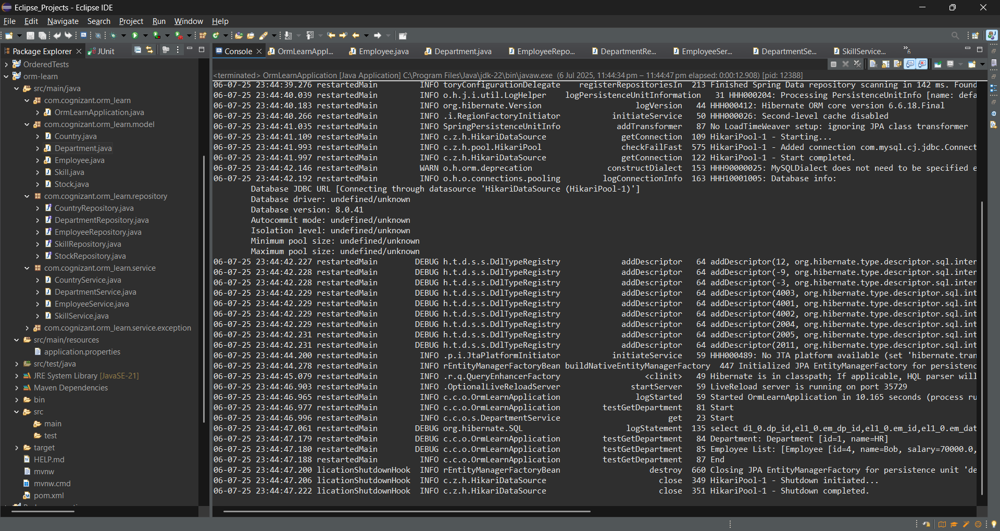 Eclipse_Projects - Eclipse IDE
File Edit Navigate Search Project Run Window Help
Package Explorer
JUnit
Console
OrmLearnAppl...
Employee.java
Department.java
EmployeeRepo...
DepartmentRe...
EmployeeSer...
DepartmentSe...
SkillService...
»6
OrderedTests
orm-learn
src/main/java
com.cognizant.orm_learn
OrmLearnApplication.java
com.cognizant.orm_learn.model
Country.java
Department.java
Employee.java
Skill.java
Stock.java
com.cognizant.orm_learn.repository
CountryRepository.java
DepartmentRepository.java
EmployeeRepository.java
SkillRepository.java
StockRepository.java
com.cognizant.orm_learn.service
CountryService.java
DepartmentService.java
EmployeeService.java
SkillService.java
com.cognizant.orm_learn.service.exception
src/main/resources
application.properties
src/test/java
JRE System Library [JavaSE-21]
Maven Dependencies
bin
src
main
test
target
HELP.md
mvnw
mvnw.cmd
pom.xml
<terminated> OrmLearnApplication [Java Application] C:\Program Files\Java\jdk-22\bin\javaw.exe (6 Jul 2025, 11:44:34 pm – 11:44:47 pm elapsed: 0:00:12.908) [pid: 12388]
06-07-25 23:44:39.276 restartedMain INFO toryConfigurationDelegate registerRepositoriesIn 213 Finished Spring Data repository scanning in 142 ms. Found
06-07-25 23:44:40.039 restartedMain INFO o.h.j.i.util.LogHelper logPersistenceUnitInformation 31 HHH000204: Processing PersistenceUnitInfo [name: defa
06-07-25 23:44:40.183 restartedMain INFO org.hibernate.Version logVersion 44 HHH000412: Hibernate ORM core version 6.6.18.Final
06-07-25 23:44:40.266 restartedMain INFO .i.RegionFactoryInitiator initiateService 50 HHH000026: Second-level cache disabled
06-07-25 23:44:41.035 restartedMain INFO SpringPersistenceUnitInfo addTransformer 87 No LoadTimeWeaver setup: ignoring JPA class transformer
06-07-25 23:44:41.109 restartedMain INFO c.z.h.HikariDataSource getConnection 109 HikariPool-1 - Starting...
06-07-25 23:44:41.993 restartedMain INFO c.z.h.pool.HikariPool checkFailFast 575 HikariPool-1 - Added connection com.mysql.cj.jdbc.Connect
06-07-25 23:44:41.997 restartedMain INFO c.z.h.HikariDataSource getConnection 122 HikariPool-1 - Start completed.
06-07-25 23:44:42.146 restartedMain WARN o.h.orm.deprecation constructDialect 153 HHH90000025: MySQLDialect does not need to be specified e
06-07-25 23:44:42.192 restartedMain INFO o.h.o.connections.pooling logConnectionInfo 163 HHH10001005: Database info:
Database JDBC URL [Connecting through datasource 'HikariDataSource (HikariPool-1)']
Database driver: undefined/unknown
Database version: 8.0.41
Autocommit mode: undefined/unknown
Isolation level: undefined/unknown
Minimum pool size: undefined/unknown
Maximum pool size: undefined/unknown
06-07-25 23:44:42.227 restartedMain DEBUG h.t.d.s.s.DdlTypeRegistry addDescriptor 64 addDescriptor(12, org.hibernate.type.descriptor.sql.inter
06-07-25 23:44:42.228 restartedMain DEBUG h.t.d.s.s.DdlTypeRegistry addDescriptor 64 addDescriptor(-9, org.hibernate.type.descriptor.sql.inter
06-07-25 23:44:42.228 restartedMain DEBUG h.t.d.s.s.DdlTypeRegistry addDescriptor 64 addDescriptor(-3, org.hibernate.type.descriptor.sql.inter
06-07-25 23:44:42.229 restartedMain DEBUG h.t.d.s.s.DdlTypeRegistry addDescriptor 64 addDescriptor(4003, org.hibernate.type.descriptor.sql.int
06-07-25 23:44:42.229 restartedMain DEBUG h.t.d.s.s.DdlTypeRegistry addDescriptor 64 addDescriptor(4001, org.hibernate.type.descriptor.sql.int
06-07-25 23:44:42.229 restartedMain DEBUG h.t.d.s.s.DdlTypeRegistry addDescriptor 64 addDescriptor(4002, org.hibernate.type.descriptor.sql.int
06-07-25 23:44:42.229 restartedMain DEBUG h.t.d.s.s.DdlTypeRegistry addDescriptor 64 addDescriptor(2004, org.hibernate.type.descriptor.sql.int
06-07-25 23:44:42.231 restartedMain DEBUG h.t.d.s.s.DdlTypeRegistry addDescriptor 64 addDescriptor(2005, org.hibernate.type.descriptor.sql.int
06-07-25 23:44:42.231 restartedMain DEBUG h.t.d.s.s.DdlTypeRegistry addDescriptor 64 addDescriptor(2011, org.hibernate.type.descriptor.sql.int
06-07-25 23:44:44.200 restartedMain INFO .p.i.JtaPlatformInitiator initiateService 59 HHH000489: No JTA platform available (set 'hibernate.tran
06-07-25 23:44:44.278 restartedMain INFO rEntityManagerFactoryBean buildNativeEntityManagerFactory 447 Initialized JPA EntityManagerFactory for persistenc
06-07-25 23:44:45.079 restartedMain INFO .r.q.QueryEnhancerFactory <clinit> 49 Hibernate is in classpath; If applicable, HQL parser will
06-07-25 23:44:46.903 restartedMain INFO .OptionalLiveReloadServer startServer 59 LiveReload server is running on port 35729
06-07-25 23:44:46.965 restartedMain INFO c.c.o.OrmLearnApplication logStarted 59 Started OrmLearnApplication in 10.165 seconds (process ru
06-07-25 23:44:46.977 restartedMain INFO c.c.o.OrmLearnApplication testGetDepartment 81 Start
06-07-25 23:44:46.996 restartedMain INFO c.c.o.s.DepartmentService get 23 Start
06-07-25 23:44:47.061 restartedMain DEBUG org.hibernate.SQL logStatement 135 select d1_0.dp_id,el1_0.em_dp_id,el1_0.em_id,el1_0.em_dat
06-07-25 23:44:47.179 restartedMain DEBUG c.c.o.OrmLearnApplication testGetDepartment 84 Department: Department [id=1, name=HR]
06-07-25 23:44:47.180 restartedMain DEBUG c.c.o.OrmLearnApplication testGetDepartment 85 Employee List: [Employee [id=4, name=Bob, salary=70000.0,
06-07-25 23:44:47.188 restartedMain INFO c.c.o.OrmLearnApplication testGetDepartment 87 End
06-07-25 23:44:47.200 licationShutdownHook INFO rEntityManagerFactoryBean destroy 660 Closing JPA EntityManagerFactory for persistence unit 'de
06-07-25 23:44:47.206 licationShutdownHook INFO c.z.h.HikariDataSource close 349 HikariPool-1 - Shutdown initiated...
06-07-25 23:44:47.222 licationShutdownHook INFO c.z.h.HikariDataSource close 351 HikariPool-1 - Shutdown completed.